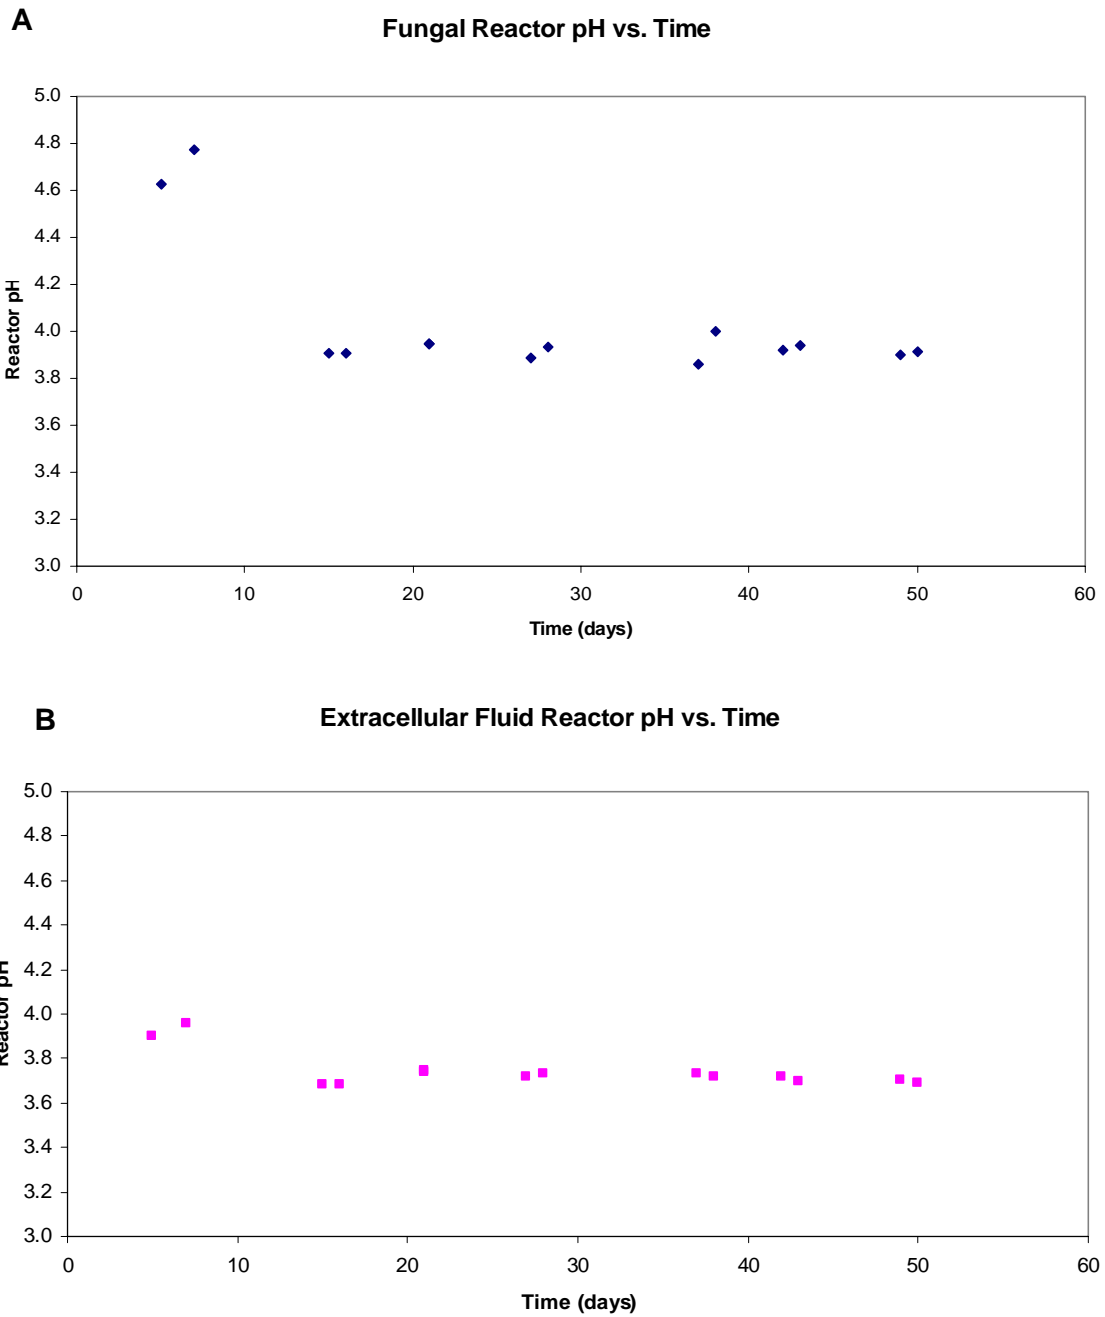 A
Fungal Reactor pH vs. Time
5.0
4.8
4.6
4.4
4.2
4.0
3.8
3.6
3.4
3.2
3.0
Reactor pH
0 10 20 30 40 50 60
Time (days)
B
Extracellular Fluid Reactor pH vs. Time
5.0
4.8
4.6
4.4
4.2
4.0
3.8
3.6
3.4
3.2
3.0
Reactor pH
0 10 20 30 40 50 60
Time (days)